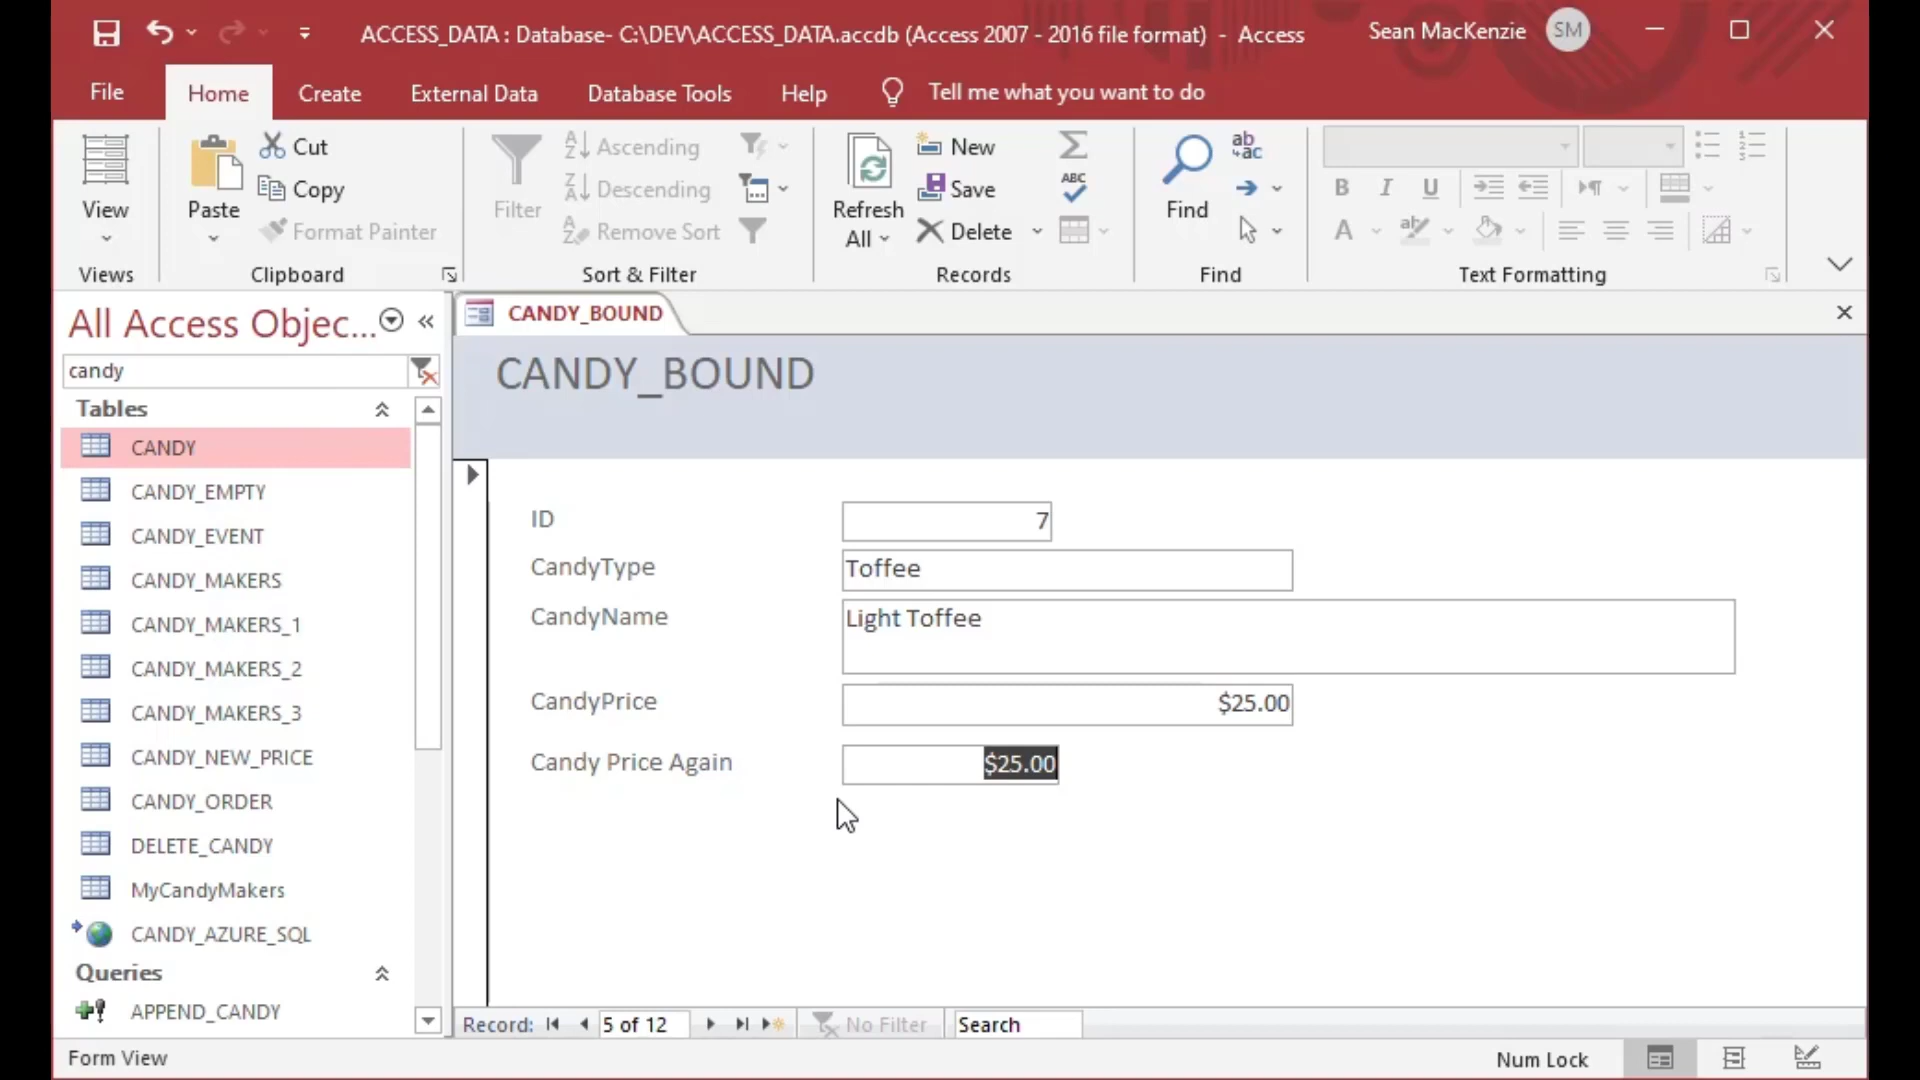 ACCESS_DATA : Database- C:\DEV\ACCESS_DATA.accdb (Access 2007 - 2016 file format) - Access
Sean MacKenzie SM
File Home Create External Data Database Tools Help Tell me what you want to do
View
Views
Paste
Cut
Copy
Format Painter
Clipboard
Filter
Ascending
Descending
Remove Sort
Sort & Filter
Refresh
All
New
Save
Delete
Records
Find
Find
B I U
A
Text Formatting
All Access Objec...
candy
Tables
CANDY
CANDY_EMPTY
CANDY_EVENT
CANDY_MAKERS
CANDY_MAKERS_1
CANDY_MAKERS_2
CANDY_MAKERS_3
CANDY_NEW_PRICE
CANDY_ORDER
DELETE_CANDY
MyCandyMakers
CANDY_AZURE_SQL
Queries
APPEND_CANDY
CANDY_BOUND
CANDY_BOUND
ID 7
CandyType Toffee
CandyName Light Toffee
CandyPrice $25.00
Candy Price Again $25.00
Record: 5 of 12 No Filter Search
Form View
Num Lock